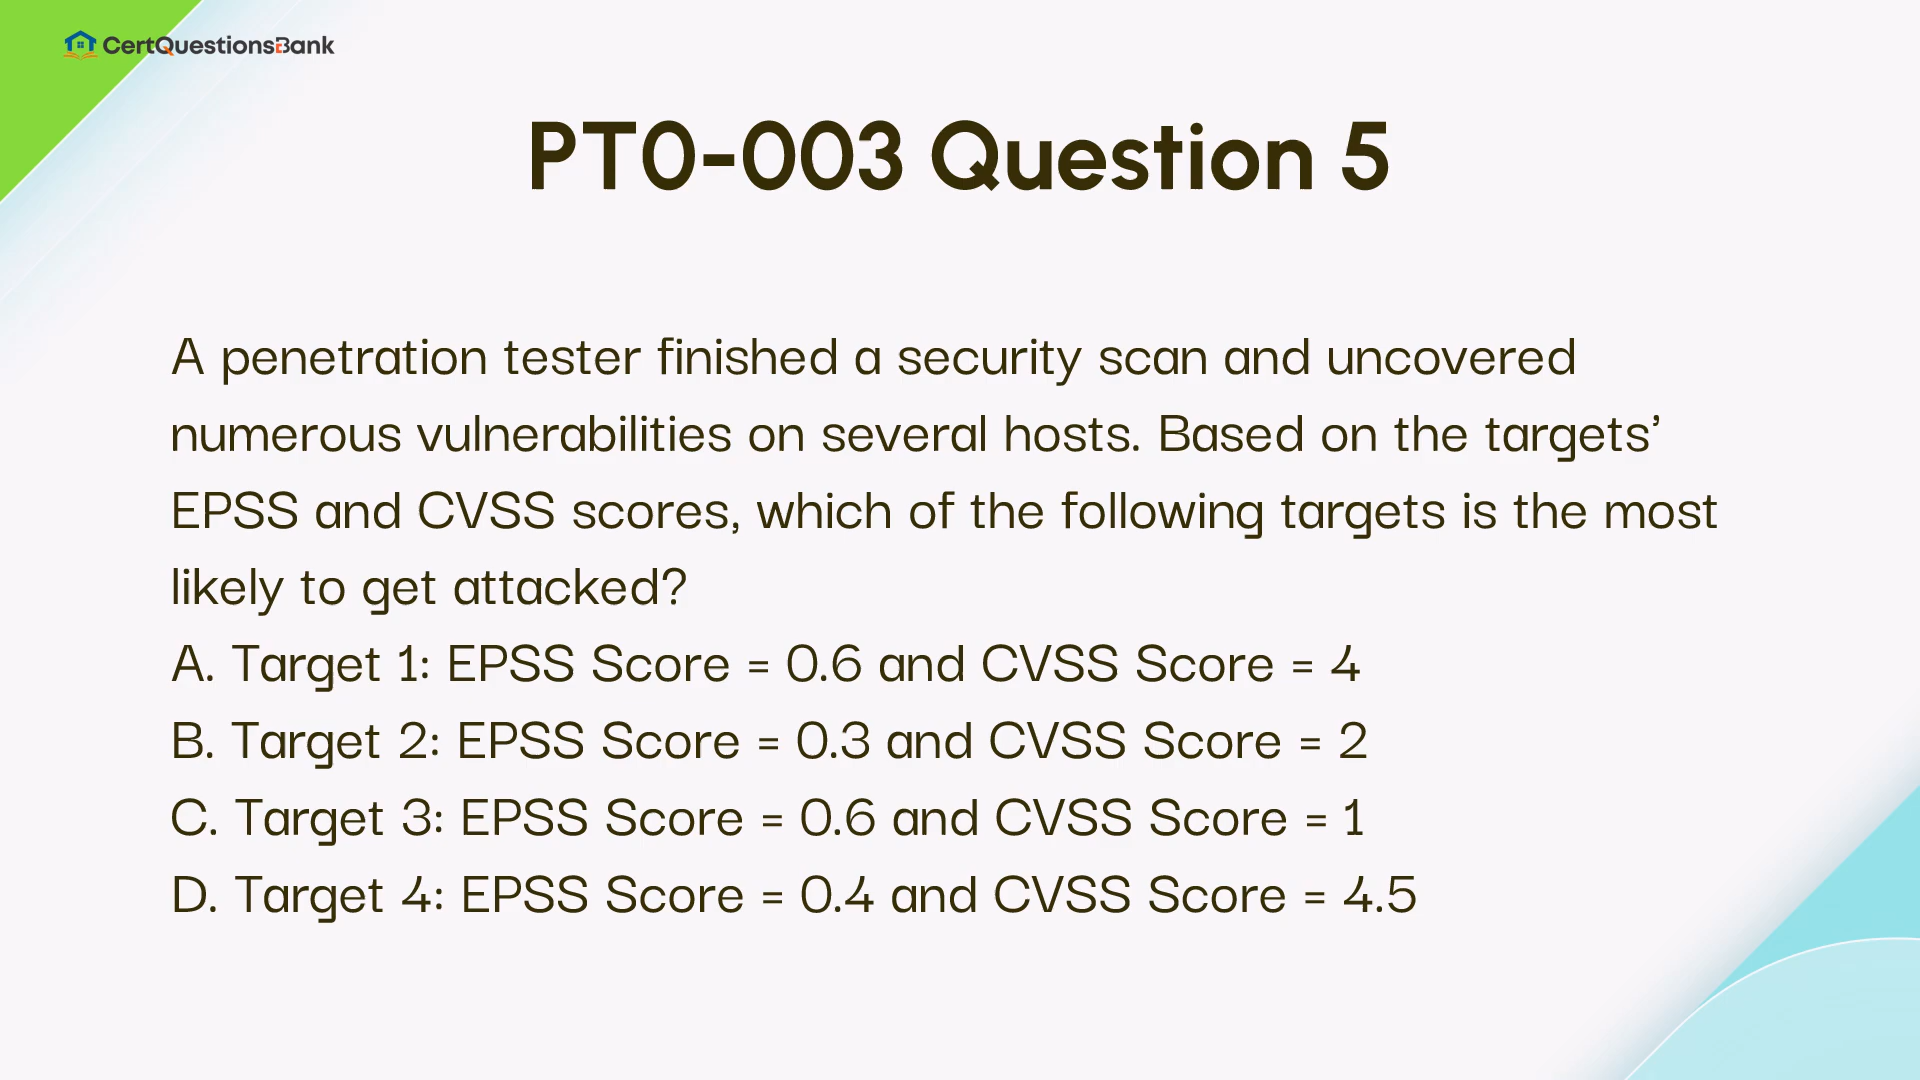 CertQuestionsBank
PT0-003 Question 5
A penetration tester finished a security scan and uncovered
numerous vulnerabilities on several hosts. Based on the targets’
EPSS and CVSS scores, which of the following targets is the most
likely to get attacked?
A. Target 1: EPSS Score = 0.6 and CVSS Score = 4
B. Target 2: EPSS Score = 0.3 and CVSS Score = 2
C. Target 3: EPSS Score = 0.6 and CVSS Score = 1
D. Target 4: EPSS Score = 0.4 and CVSS Score = 4.5